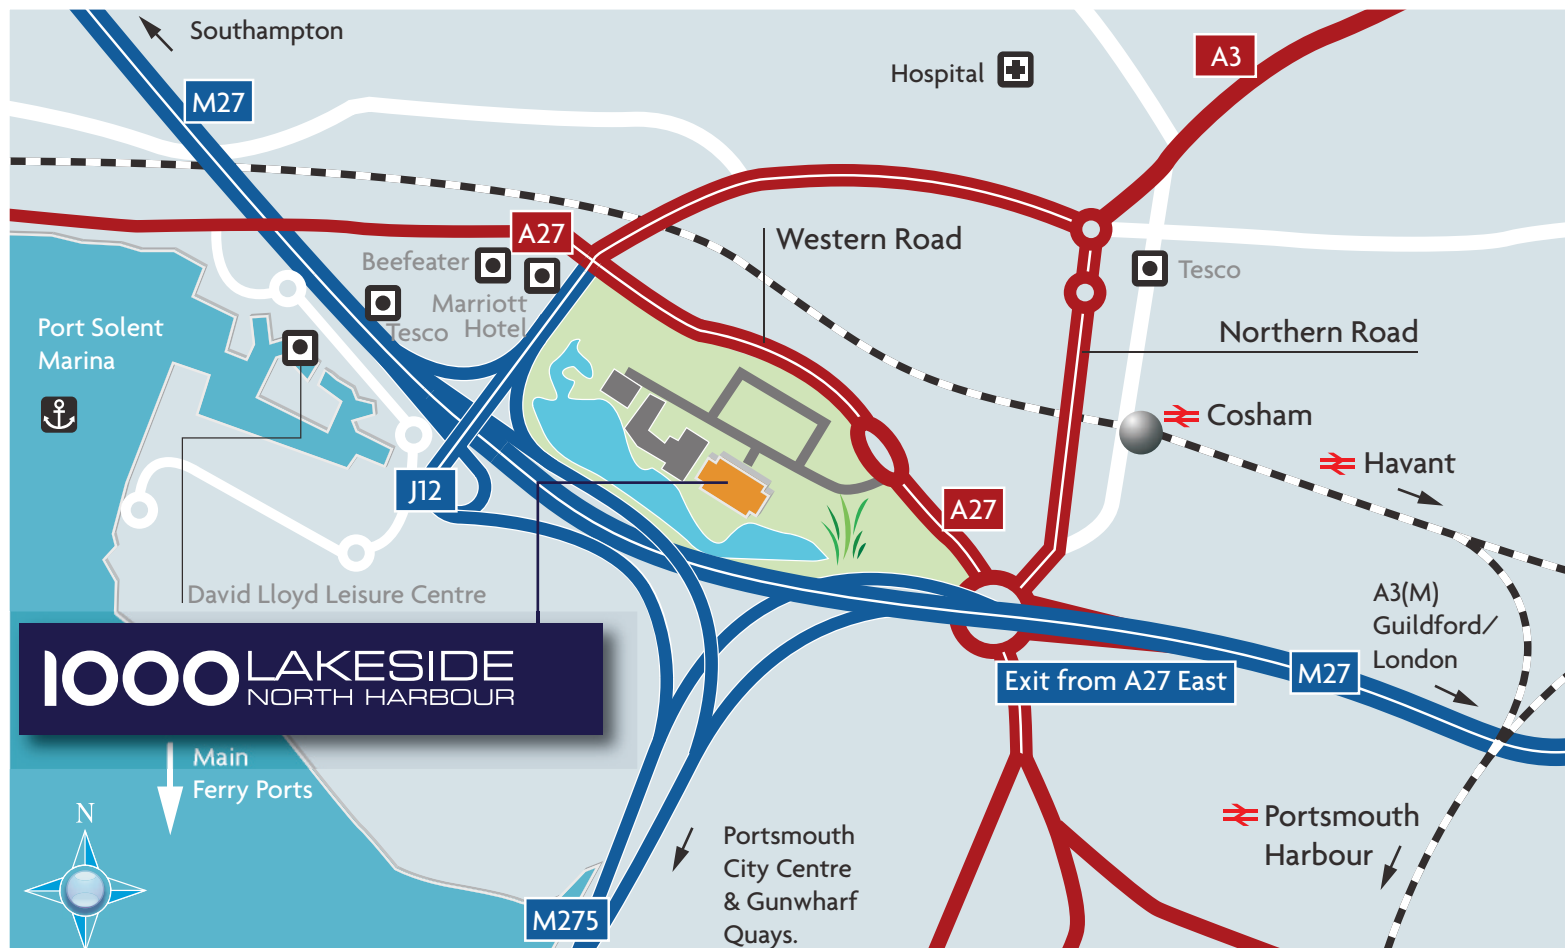 Southampton
M27
Hospital
A3
A27
Western Road
Beefeater
Marriott
Hotel
Tesco
Tesco
Port Solent
Marina
Northern Road
Cosham
Havant
J12
A27
David Lloyd Leisure Centre
A3(M)
Guildford/
London
1000 LAKESIDE
NORTH HARBOUR
Exit from A27 East
M27
Main
Ferry Ports
N
Portsmouth
City Centre
& Gunwharf
Quays.
Portsmouth
Harbour
M275